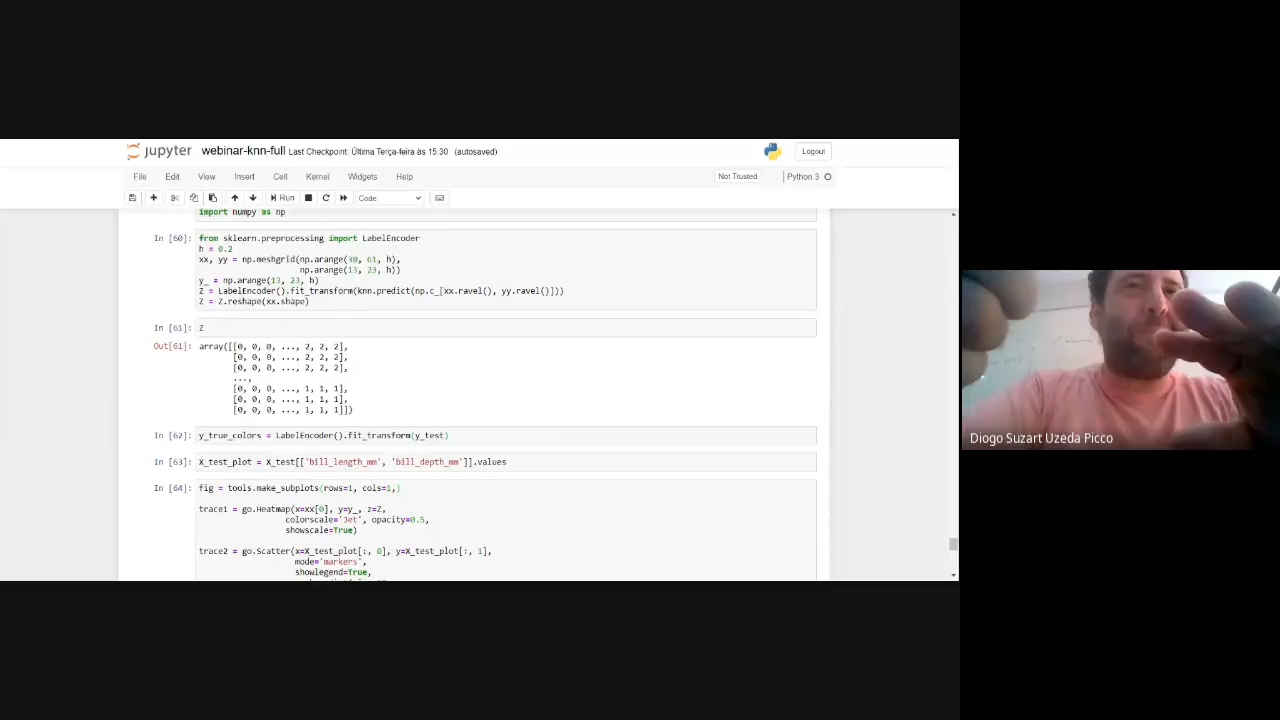 jupyter webinar-knn-full Last Checkpoint: Última Terça-feira às 15:30 (autosaved)
Logout
File Edit View Insert Cell Kernel Widgets Help
Not Trusted Python 3
Run Code
import numpy as np
In [60]: from sklearn.preprocessing import LabelEncoder
h = 0.2
xx, yy = np.meshgrid(np.arange(30, 61, h),
np.arange(13, 23, h))
y_ = np.arange(13, 23, h)
Z = LabelEncoder().fit_transform(knn.predict(np.c_[xx.ravel(), yy.ravel()]))
Z = Z.reshape(xx.shape)
In [61]: Z
Out[61]: array([[0, 0, 0, ..., 2, 2, 2],
[0, 0, 0, ..., 2, 2, 2],
[0, 0, 0, ..., 2, 2, 2],
...,
[0, 0, 0, ..., 1, 1, 1],
[0, 0, 0, ..., 1, 1, 1],
[0, 0, 0, ..., 1, 1, 1]])
In [62]: y_true_colors = LabelEncoder().fit_transform(y_test)
In [63]: X_test_plot = X_test[['bill_length_mm', 'bill_depth_mm']].values
In [64]: fig = tools.make_subplots(rows=1, cols=1,)
trace1 = go.Heatmap(x=xx[0], y=y_, z=Z,
colorscale='Jet', opacity=0.5,
showscale=True)
trace2 = go.Scatter(x=X_test_plot[:, 0], y=X_test_plot[:, 1],
mode='markers',
showlegend=True,
Diogo Suzart Uzeda Picco